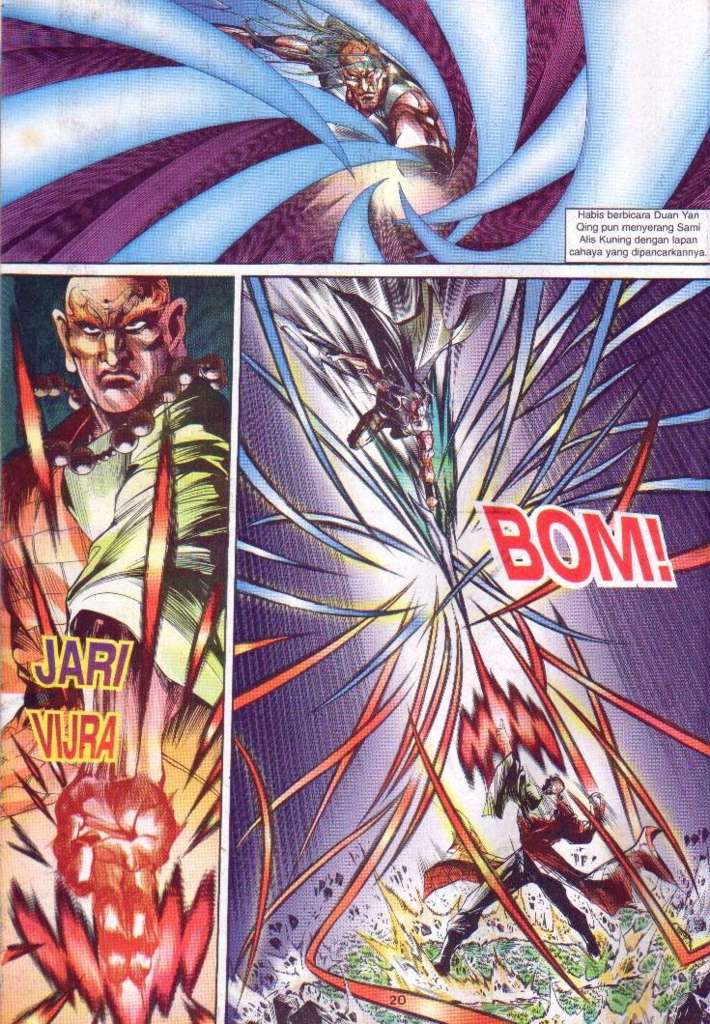 Habis berbicara Duan Yan
Qing pun menyerang Sami
Alis Kuning dengan lapan
cahaya yang dipancarkannya.
JARI
VIJRA
BOM!
20